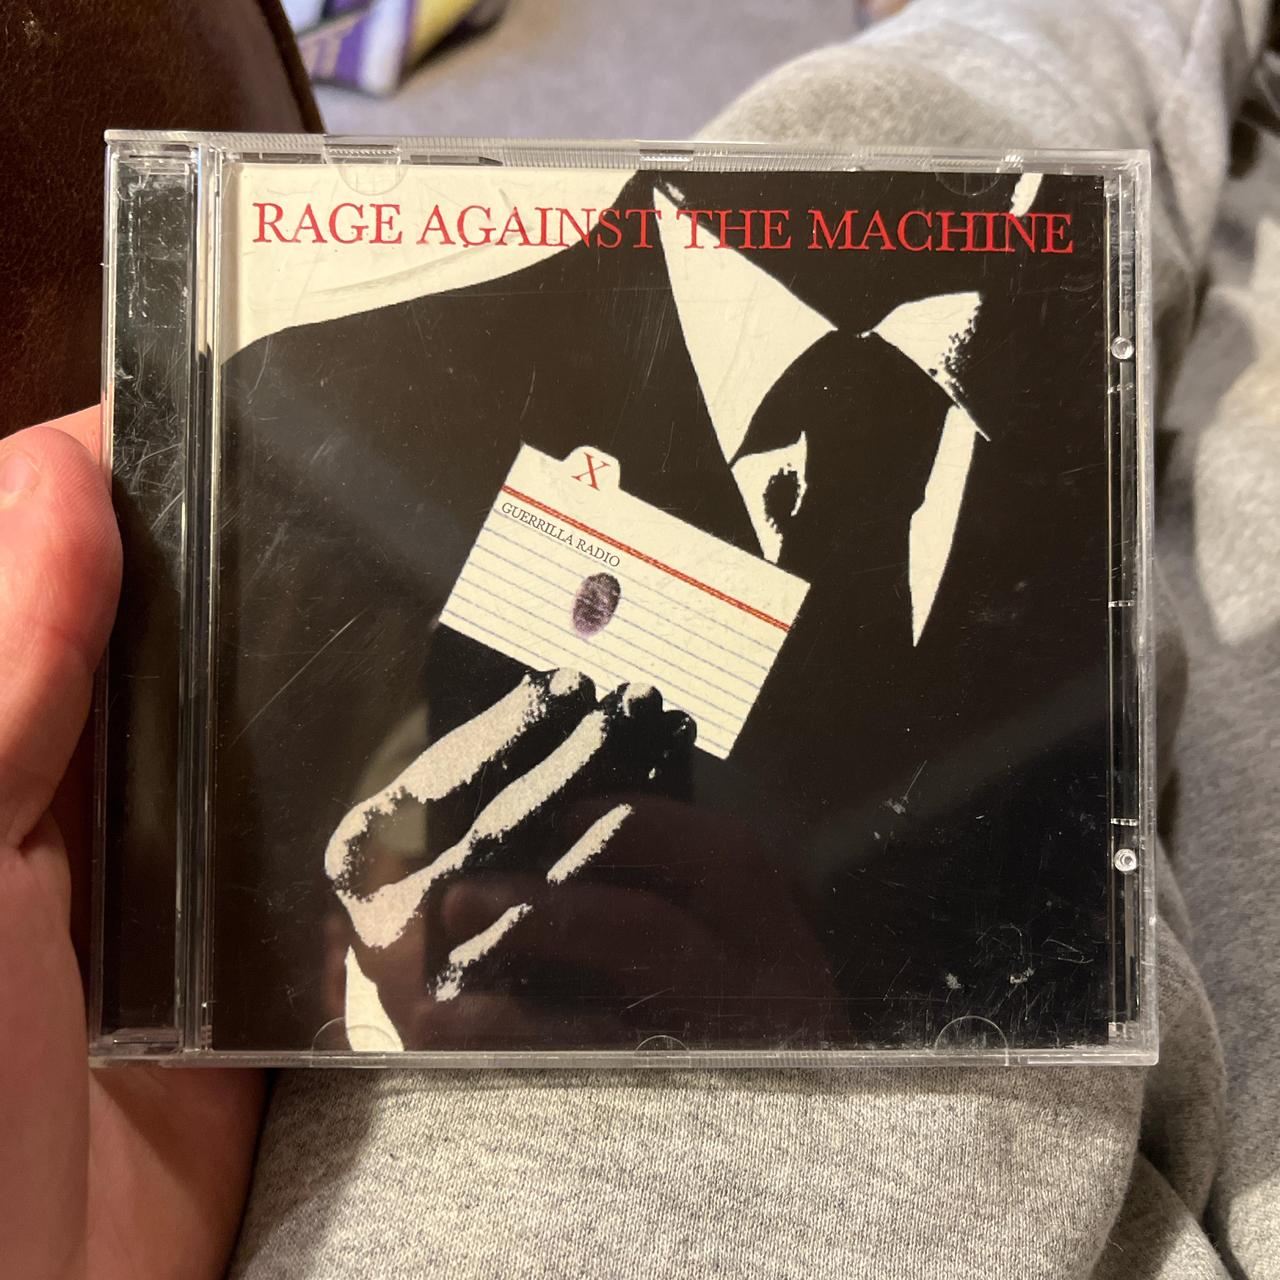 RAGE AGAINST THE MACHINE
X
GUERRILLA RADIO